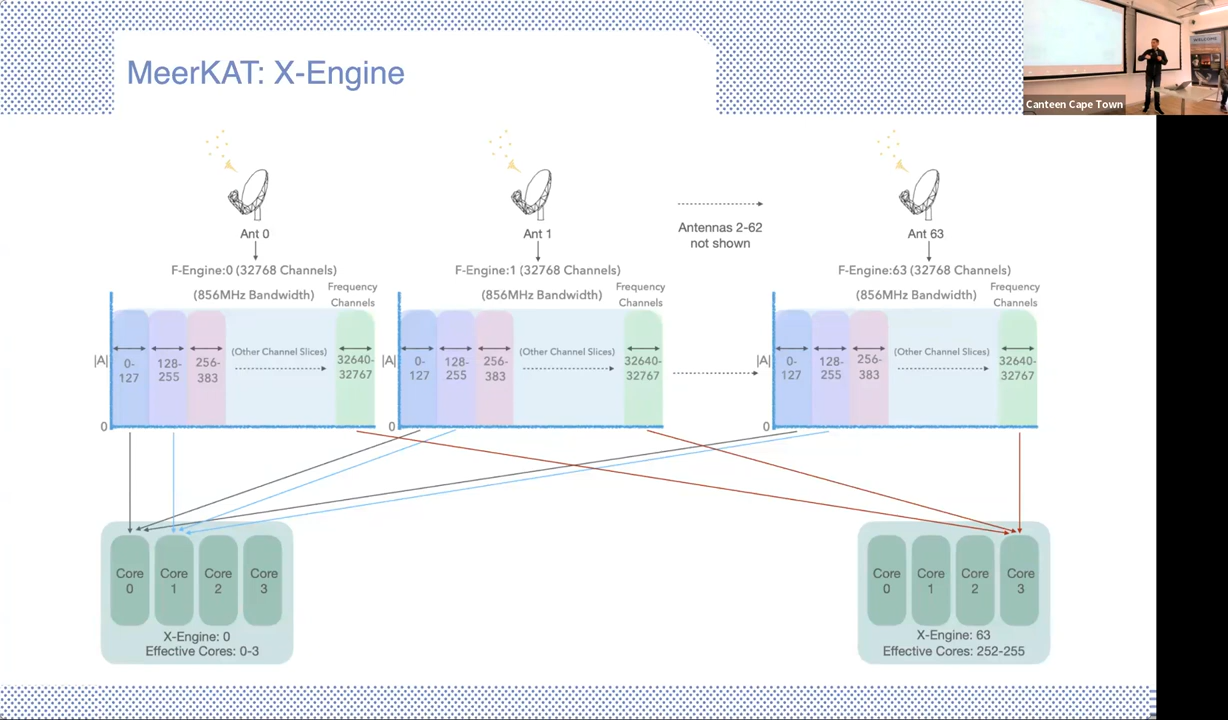 MeerKAT: X-Engine
WELCOME
Canteen Cape Town
Ant 0
Ant 1
Antennas 2-62
not shown
Ant 63
F-Engine:0 (32768 Channels)
(856MHz Bandwidth)
Frequency
Channels
F-Engine:1 (32768 Channels)
(856MHz Bandwidth)
Frequency
Channels
F-Engine:63 (32768 Channels)
(856MHz Bandwidth)
Frequency
Channels
|A|
0
0-
127
128-
255
256-
383
(Other Channel Slices)
32640-
32767
|A|
0
0-
127
128-
255
256-
383
(Other Channel Slices)
32640-
32767
|A|
0
0-
127
128-
255
256-
383
(Other Channel Slices)
32640-
32767
Core
0
Core
1
Core
2
Core
3
X-Engine: 0
Effective Cores: 0-3
Core
0
Core
1
Core
2
Core
3
X-Engine: 63
Effective Cores: 252-255